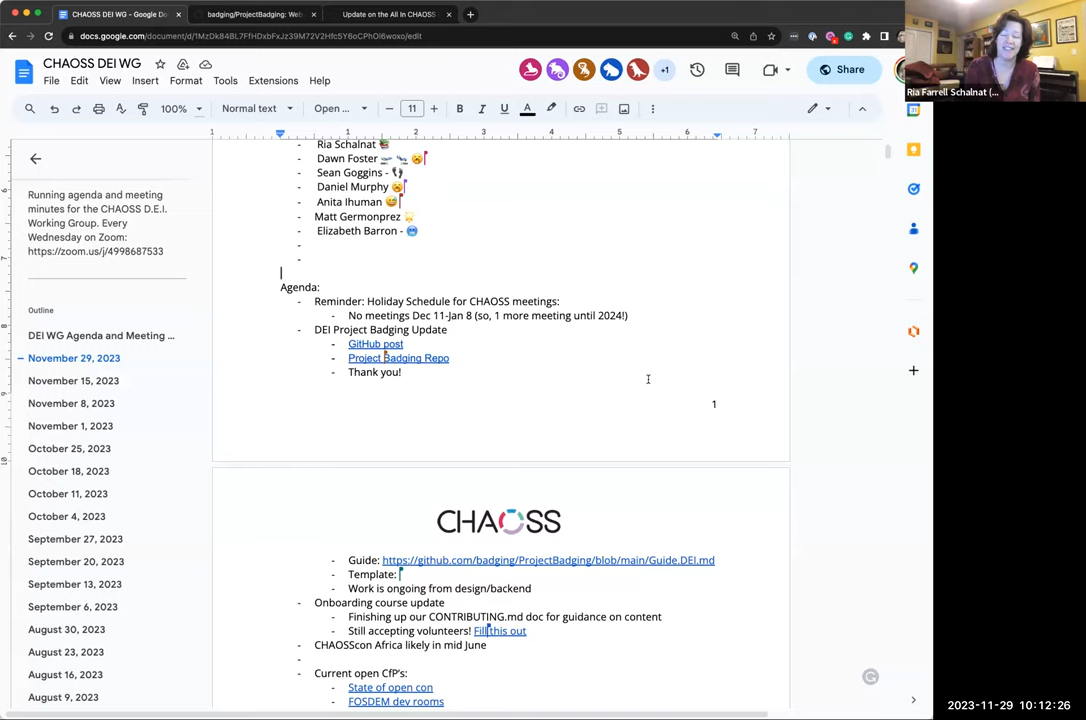 CHAOSS DEI WG - Google Do
badging/ProjectBadging: Web
Update on the All In CHAOSS
docs.google.com/document/d/1MzDk84BL7FfHDxbFxJz39M72V2Hfc5Y6oCPhOl6woxo/edit
CHAOSS DEI WG
File Edit View Insert Format Tools Extensions Help
+1
Share
Ria Farrell Schalnat (...
100% Normal text Open ... 11
1 1 2 3 4 5 6 7
Running agenda and meeting
minutes for the CHAOSS D.E.I.
Working Group. Every
Wednesday on Zoom:
https://zoom.us/j/4998687533
Outline
DEI WG Agenda and Meeting ...
November 29, 2023
November 15, 2023
November 8, 2023
November 1, 2023
October 25, 2023
October 18, 2023
October 11, 2023
October 4, 2023
September 27, 2023
September 20, 2023
September 13, 2023
September 6, 2023
August 30, 2023
August 23, 2023
August 16, 2023
August 9, 2023
- Ria Schalnat
- Dawn Foster
- Sean Goggins -
- Daniel Murphy
- Anita Ihuman
- Matt Germonprez
- Elizabeth Barron -
-
-
Agenda:
- Reminder: Holiday Schedule for CHAOSS meetings:
- No meetings Dec 11-Jan 8 (so, 1 more meeting until 2024!)
- DEI Project Badging Update
- GitHub post
- Project Badging Repo
- Thank you!
1
CHAOSS
- Guide: https://github.com/badging/ProjectBadging/blob/main/Guide.DEI.md
- Template:
- Work is ongoing from design/backend
- Onboarding course update
- Finishing up our CONTRIBUTING.md doc for guidance on content
- Still accepting volunteers! Fill this out
- CHAOSScon Africa likely in mid June
-
- Current open CfP's:
- State of open con
- FOSDEM dev rooms
2023-11-29 10:12:26